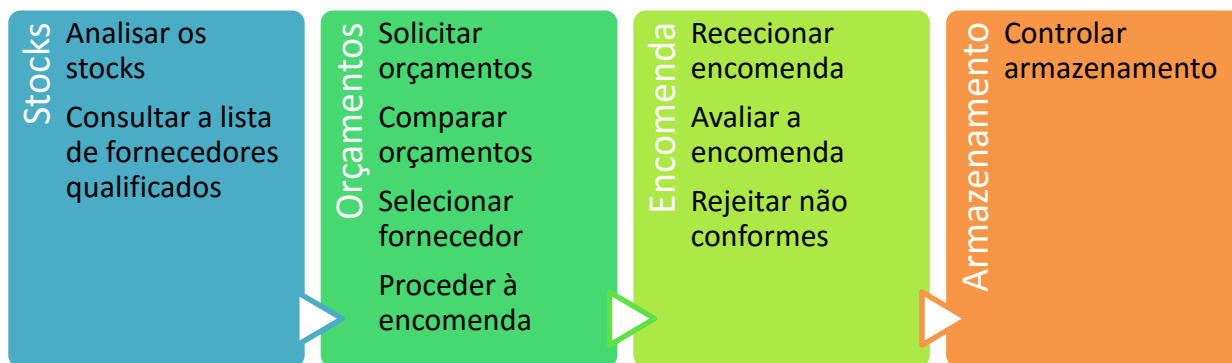 Stocks
Analisar os
stocks
Consultar a lista
de fornecedores
qualificados
Orçamentos
Solicitar
orçamentos
Comparar
orçamentos
Selecionar
fornecedor
Proceder à
encomenda
Encomenda
Rececionar
encomenda
Avaliar a
encomenda
Rejeitar não
conformes
Armazenamento
Controlar
armazenamento